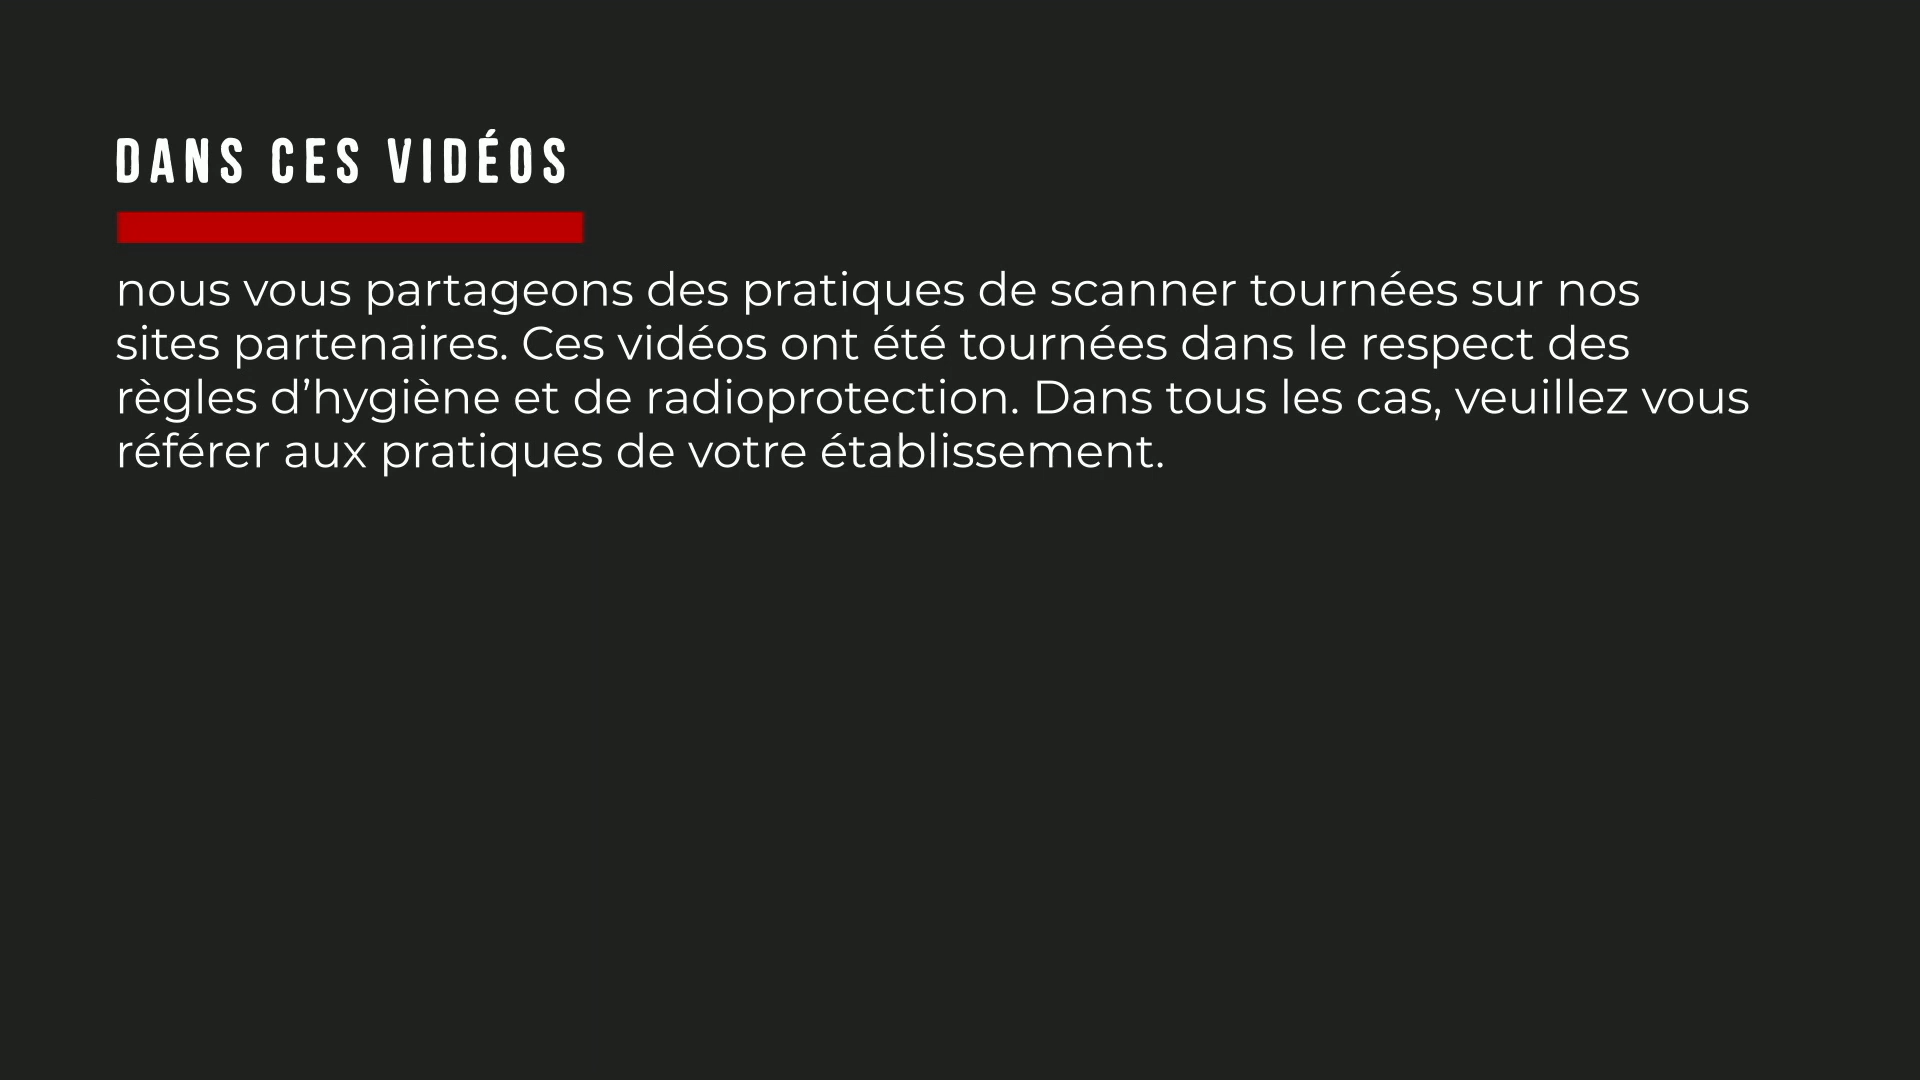 DANS CES VIDÉOS
nous vous partageons des pratiques de scanner tournées sur nos
sites partenaires. Ces vidéos ont été tournées dans le respect des
règles d’hygiène et de radioprotection. Dans tous les cas, veuillez vous
référer aux pratiques de votre établissement.